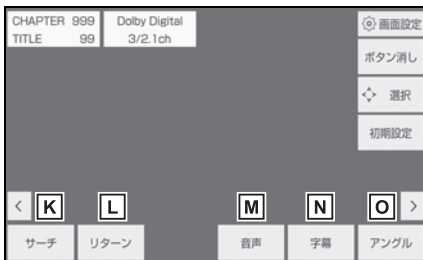 CHAPTER 999
TITLE 99
Dolby Digital
3/2.1ch
画面設定
ボタン消し
選択
初期設定
< K L M N O >
サーチ リターン 音声 字幕 アングル